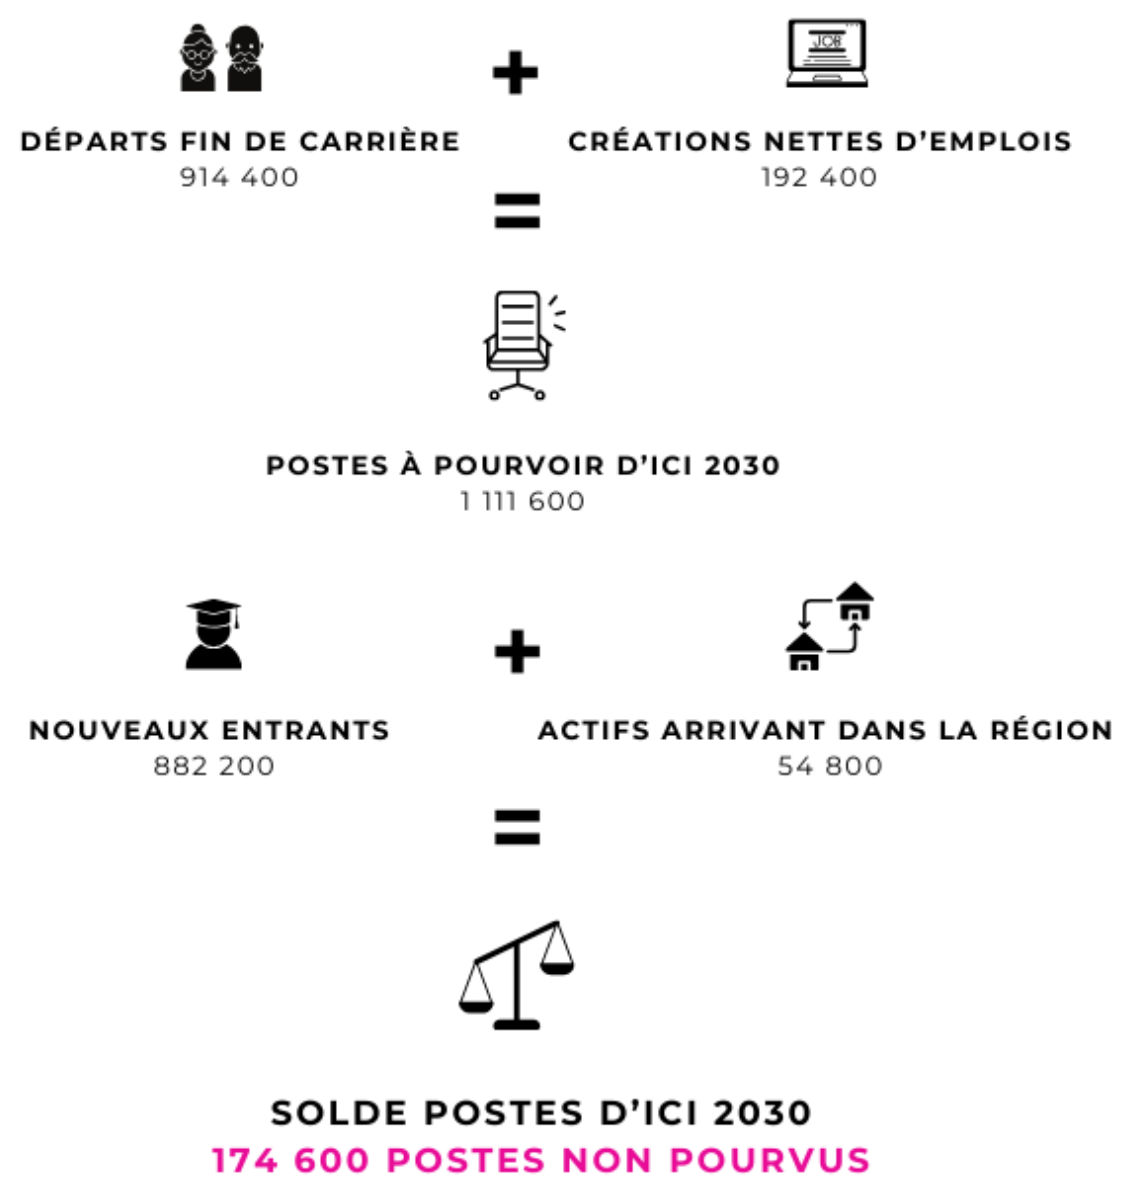 JOB
DÉPARTS FIN DE CARRIÈRE
914 400
CRÉATIONS NETTES D’EMPLOIS
192 400
POSTES À POURVOIR D’ICI 2030
1 111 600
NOUVEAUX ENTRANTS
882 200
ACTIFS ARRIVANT DANS LA RÉGION
54 800
SOLDE POSTES D’ICI 2030
174 600 POSTES NON POURVUS